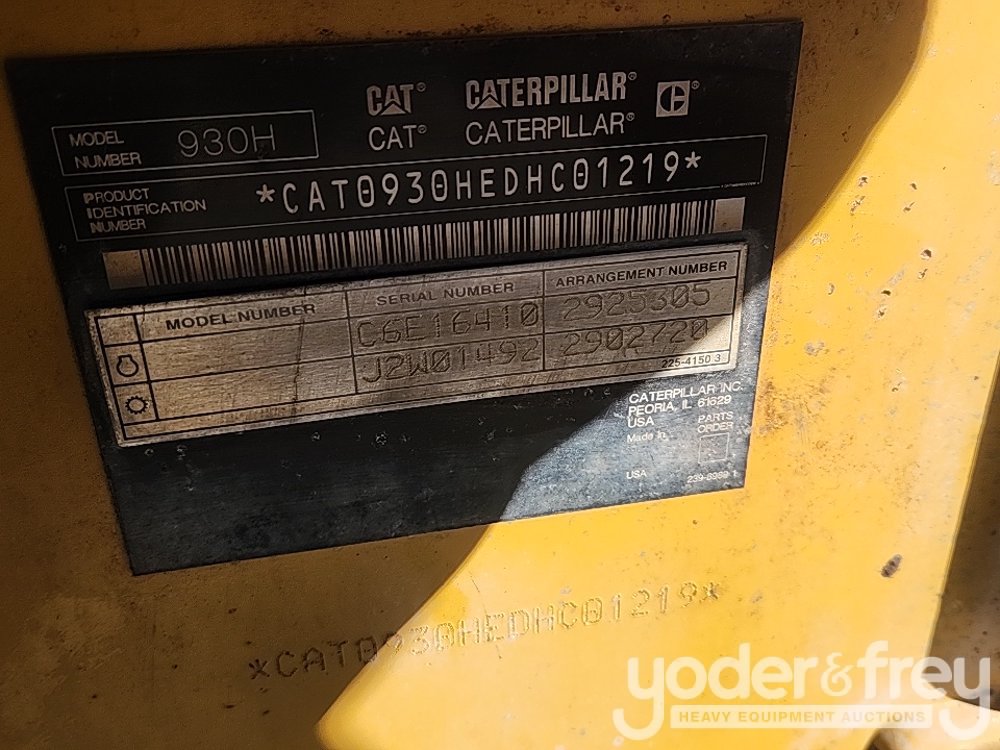 CAT® CATERPILLAR®
CAT® CATERPILLAR®
MODEL NUMBER 930H
PRODUCT IDENTIFICATION NUMBER *CAT0930HEDHC01219*
MODEL NUMBER SERIAL NUMBER ARRANGEMENT NUMBER
C6E16410 2925305
J2W01492 2902720
225-4150 3
CATERPILLAR INC.
PEORIA, IL 61629
USA
PARTS ORDER
Made in
USA
239-8969 1
*CAT0930HEDHC01219*
yoder&frey
HEAVY EQUIPMENT AUCTIONS